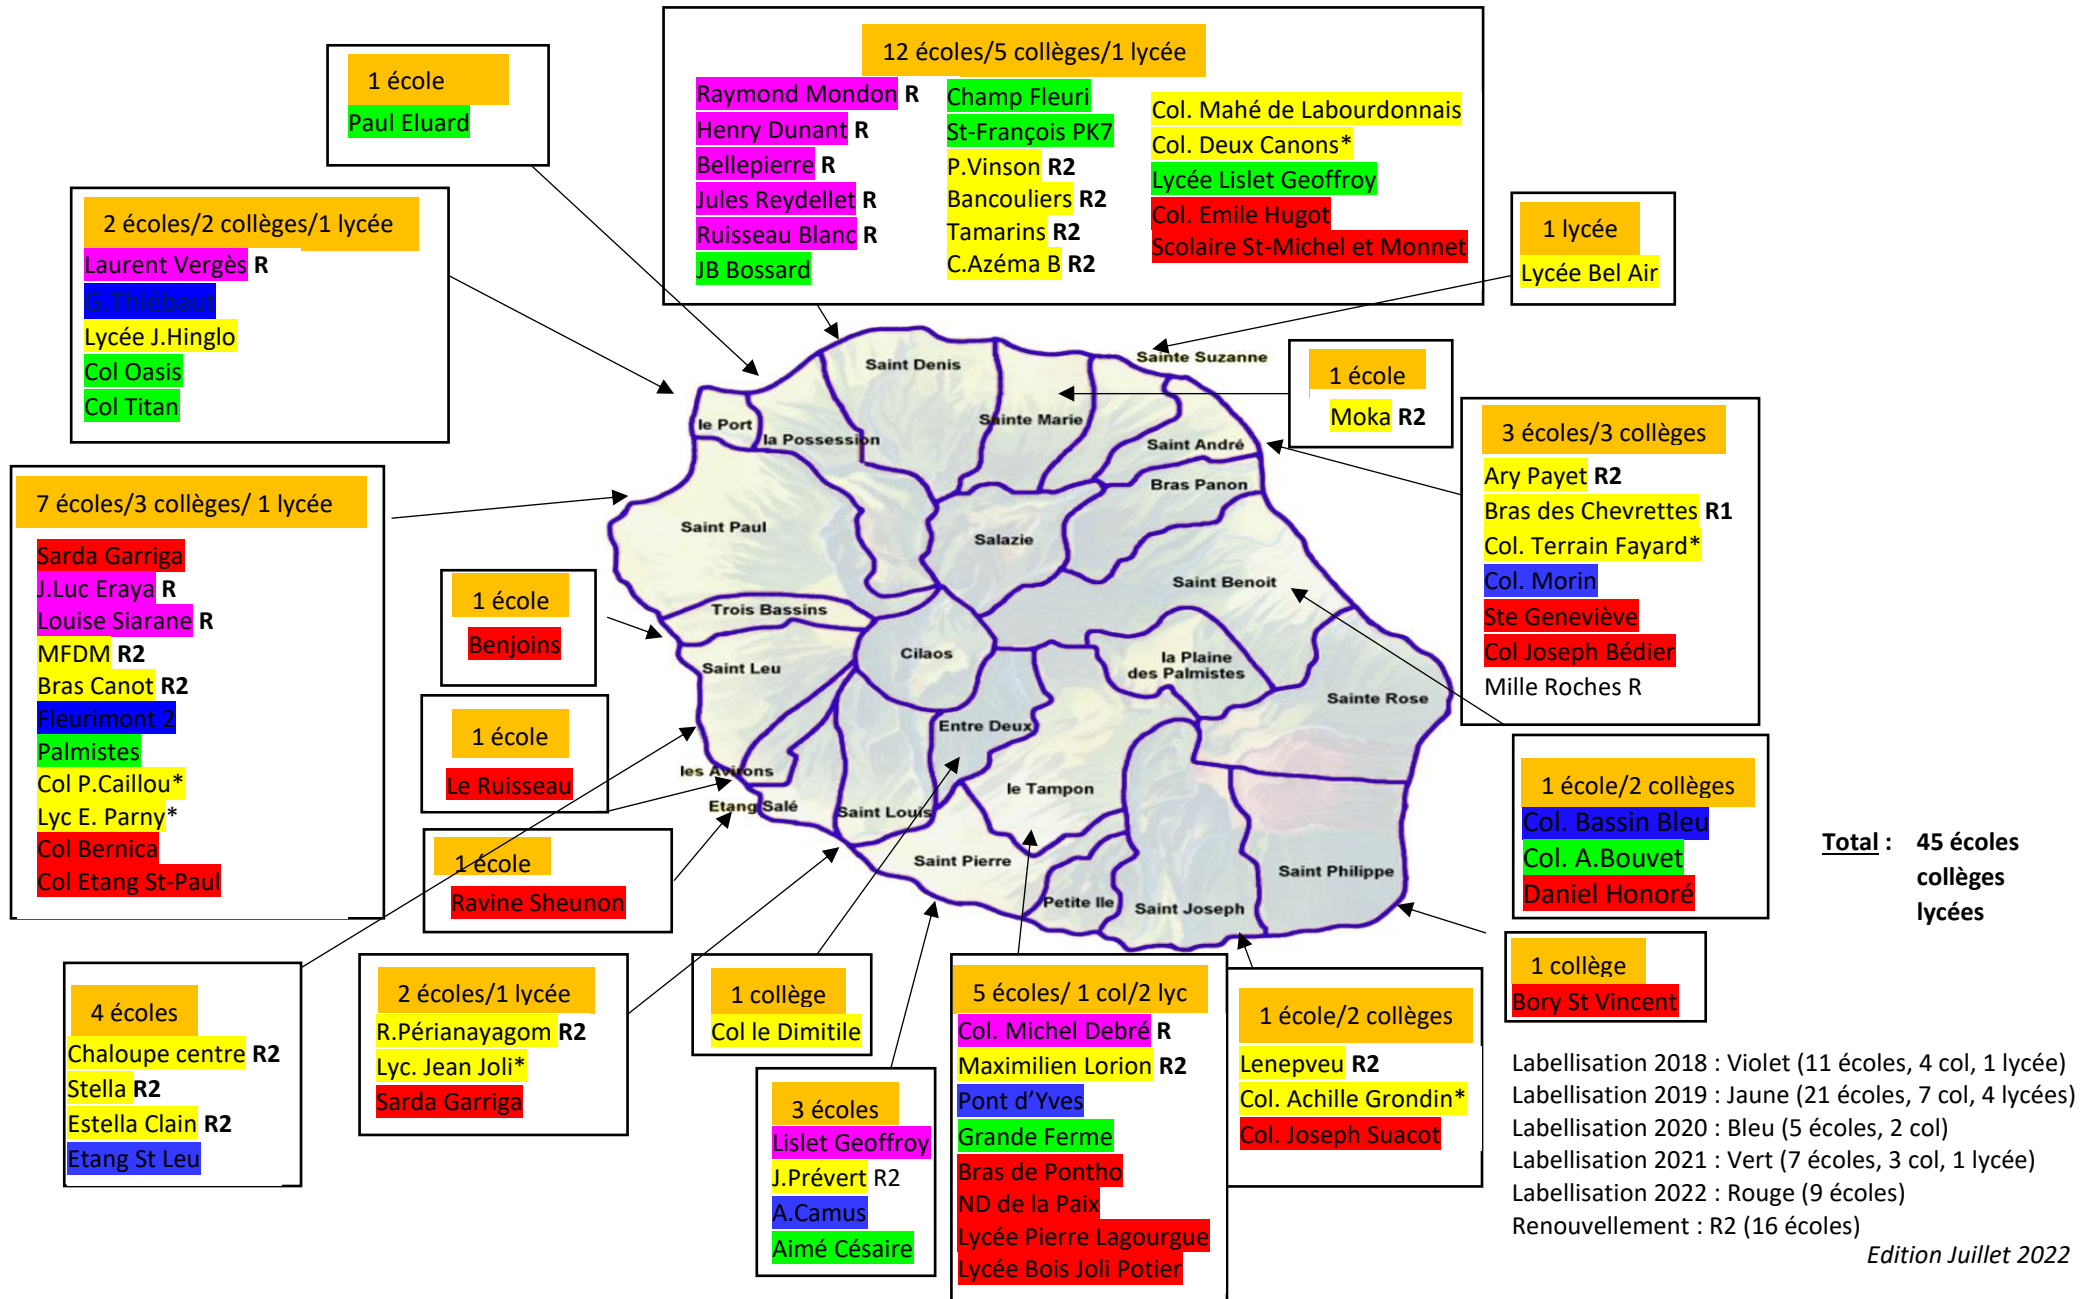 12 écoles/5 collèges/1 lycée
Raymond Mondon R
Henry Dunant R
Bellepierre R
Jules Reydellet R
Ruisseau Blanc R
JB Bossard
Champ Fleuri
St-François PK7
P.Vinson R2
Bancouliers R2
Tamarins R2
C.Azéma B R2
Col. Mahé de Labourdonnais
Col. Deux Canons*
Lycée Lislet Geoffroy
Col. Emile Hugot
Scolaire St-Michel et Monnet
1 école
Paul Eluard
2 écoles/2 collèges/1 lycée
Laurent Vergès R
G.Thiébaut
Lycée J.Hinglo
Col Oasis
Col Titan
1 lycée
Lycée Bel Air
1 école
Moka R2
3 écoles/3 collèges
Ary Payet R2
Bras des Chevrettes R1
Col. Terrain Fayard*
Col. Morin
Ste Geneviève
Col Joseph Bédier
Mille Roches R
7 écoles/3 collèges/ 1 lycée
Sarda Garriga
J.Luc Eraya R
Louise Siarane R
MFDM R2
Bras Canot R2
Fleurimont 2
Palmistes
Col P.Caillou*
Lyc E. Parny*
Col Bernica
Col Etang St-Paul
1 école
Benjoins
1 école
Le Ruisseau
1 école
Ravine Sheunon
Saint Denis
Sainte Suzanne
Sainte Marie
le Port
la Possession
Saint André
Bras Panon
Saint Paul
Salazie
Saint Benoit
Trois Bassins
Cilaos
Saint Leu
la Plaine
des Palmistes
Sainte Rose
Entre Deux
les Avirons
le Tampon
Etang Salé
Saint Louis
Saint Pierre
Saint Philippe
Petite Ile
Saint Joseph
1 école/2 collèges
Col. Bassin Bleu
Col. A.Bouvet
Daniel Honoré
Total : 45 écoles
collèges
lycées
1 collège
Bory St Vincent
4 écoles
Chaloupe centre R2
Stella R2
Estella Clain R2
Etang St Leu
2 écoles/1 lycée
R.Périanayagom R2
Lyc. Jean Joli*
Sarda Garriga
1 collège
Col le Dimitile
3 écoles
Lislet Geoffroy
J.Prévert R2
A.Camus
Aimé Césaire
5 écoles/ 1 col/2 lyc
Col. Michel Debré R
Maximilien Lorion R2
Pont d’Yves
Grande Ferme
Bras de Pontho
ND de la Paix
Lycée Pierre Lagourgue
Lycée Bois Joli Potier
1 école/2 collèges
Lenepveu R2
Col. Achille Grondin*
Col. Joseph Suacot
Labellisation 2018 : Violet (11 écoles, 4 col, 1 lycée)
Labellisation 2019 : Jaune (21 écoles, 7 col, 4 lycées)
Labellisation 2020 : Bleu (5 écoles, 2 col)
Labellisation 2021 : Vert (7 écoles, 3 col, 1 lycée)
Labellisation 2022 : Rouge (9 écoles)
Renouvellement : R2 (16 écoles)
Edition Juillet 2022